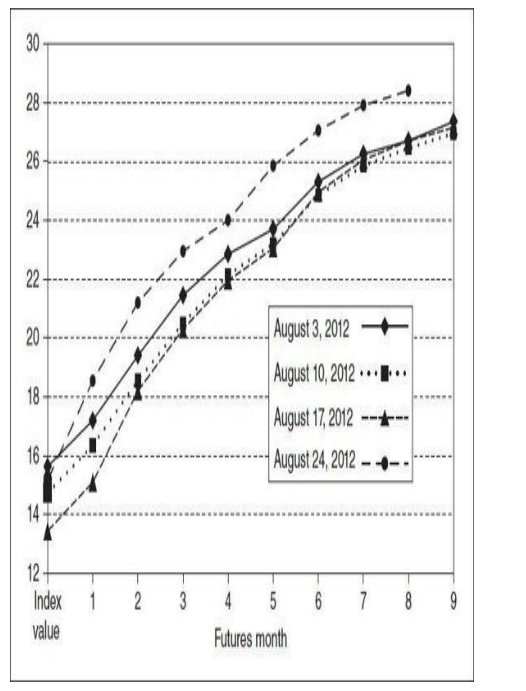 30
28
26
24
22
20
18
16
14
12
August 3, 2012
August 10, 2012
August 17, 2012
August 24, 2012
Index value 1 2 3 4 5 6 7 8 9
Futures month